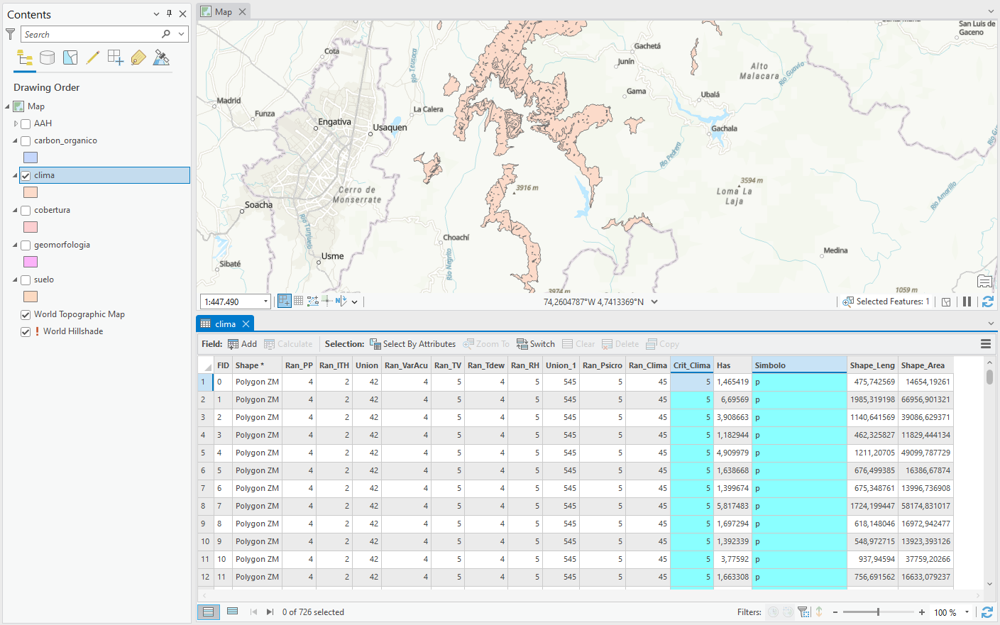 Contents
Search
Drawing Order
Map
AAH
carbon_organico
clima
cobertura
geomorfologia
suelo
World Topographic Map
! World Hillshade
Map
Cota
Río Teusaca
Madrid
Funza
Engativa
La Calera
Usaquen
Cerro de
Monserrate
Soacha
Río Tunjuelo
Choachí
Río Negrito
Usme
Sibaté
Gachetá
Junín
Gama
Ubalá
Alto
Malacara
Río Guavio
San Luis de
Gaceno
Gachala
Río Pedrero
3916 m
3594 m
Loma La
Laja
Río Amarillo
Medina
3974 m
1059 m
1:447.490
74,2604787°W 4,7413369°N
Selected Features: 1
clima
Field: Add Calculate Selection: Select By Attributes Zoom To Switch Clear Delete Copy
FID Shape * Ran_PP Ran_ITH Union Ran_VarAcu Ran_TV Ran_Tdew Ran_RH Union_1 Ran_Psicro Ran_Clima Crit_Clima Has Simbolo Shape_Leng Shape_Area
1 0 Polygon ZM 4 2 42 4 5 4 5 545 5 45 5 1,465419 p 475,742569 14654,19261
2 1 Polygon ZM 4 2 42 4 5 4 5 545 5 45 5 6,69569 p 1985,319198 66956,901321
3 2 Polygon ZM 4 2 42 4 5 4 5 545 5 45 5 3,908663 p 1140,641569 39086,629371
4 3 Polygon ZM 4 2 42 4 5 4 5 545 5 45 5 1,182944 p 462,325827 11829,444134
5 4 Polygon ZM 4 2 42 4 5 4 5 545 5 45 5 4,909979 p 1211,20705 49099,787729
6 5 Polygon ZM 4 2 42 4 5 4 5 545 5 45 5 1,638668 p 676,499385 16386,67874
7 6 Polygon ZM 4 2 42 4 5 4 5 545 5 45 5 1,399674 p 675,348761 13996,736908
8 7 Polygon ZM 4 2 42 4 5 4 5 545 5 45 5 5,817483 p 1724,199447 58174,831017
9 8 Polygon ZM 4 2 42 4 5 4 5 545 5 45 5 1,697294 p 618,148046 16972,942477
10 9 Polygon ZM 4 2 42 4 5 4 5 545 5 45 5 1,392339 p 548,972715 13923,393126
11 10 Polygon ZM 4 2 42 4 5 4 5 545 5 45 5 3,77592 p 937,94594 37759,20266
12 11 Polygon ZM 4 2 42 4 5 4 5 545 5 45 5 1,663308 p 756,691562 16633,079237
0 of 726 selected
Filters:
100 %